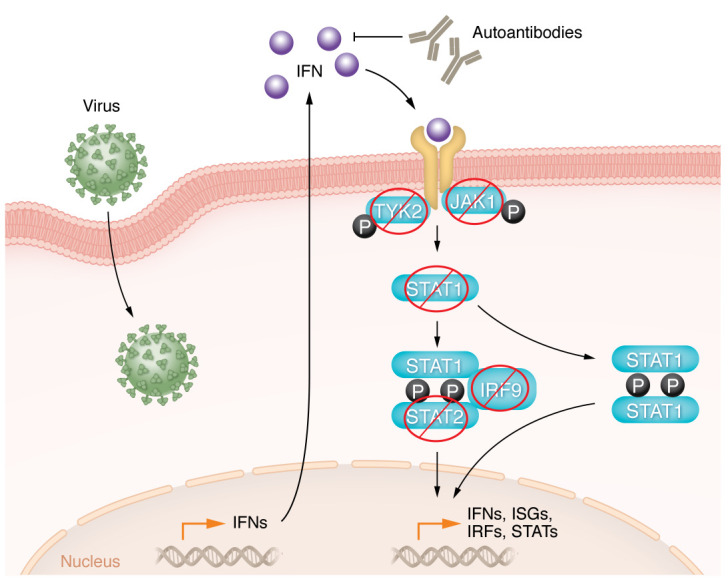 Autoantibodies
IFN
Virus
TYK2
JAK1
P
P
STAT1
STAT1
P
P
IRF9
STAT2
STAT1
P
P
STAT1
IFNs
IFNs, ISGs,
IRFs, STATs
Nucleus